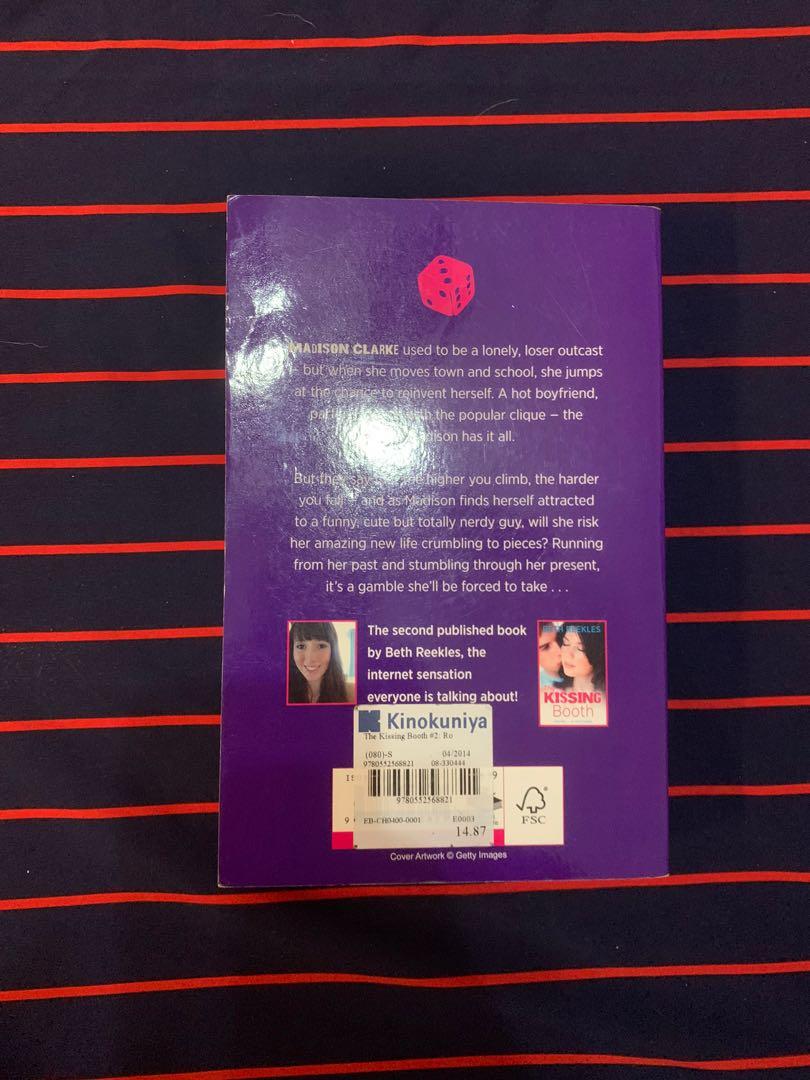 MADISON CLARKE used to be a lonely, loser outcast
– but when she moves town and school, she jumps
at the chance to reinvent herself. A hot boyfriend,
the popular clique – the
Madison has it all.
But they say the higher you climb, the harder
you fall – and as Madison finds herself attracted
to a funny, cute but totally nerdy guy, will she risk
her amazing new life crumbling to pieces? Running
from her past and stumbling through her present,
it's a gamble she'll be forced to take . . .
The second published book
by Beth Reekles, the
internet sensation
everyone is talking about!
BETH REEKLES
THE
KISSING
Booth
Kinokuniya
The Kissing Booth #2: Ro
(080)-S 04/2014
9780552568821 08-330444
9780552568821
EB-CH0400-0001 E0003
14.87
FSC
Cover Artwork © Getty Images